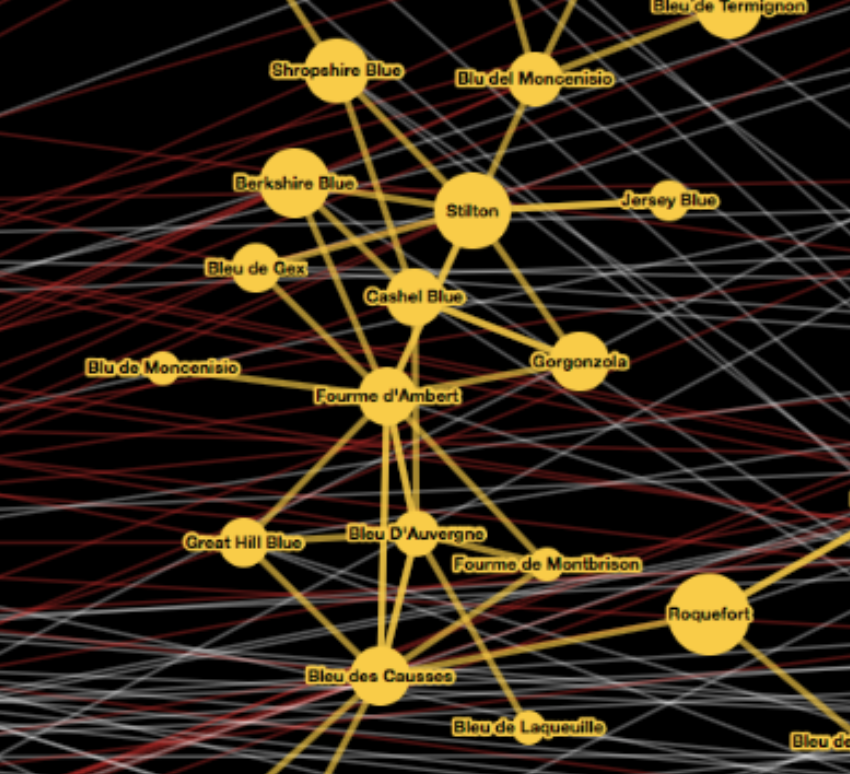 Bleu de Termignon
Shropshire Blue
Blu del Moncenisio
Berkshire Blue
Jersey Blue
Stilton
Bleu de Gex
Cashel Blue
Gorgonzola
Blu de Moncenisio
Fourme d'Ambert
Bleu D'Auvergne
Great Hill Blue
Fourme de Montbrison
Roquefort
Bleu des Causses
Bleu de Laqueuille
Bleu de